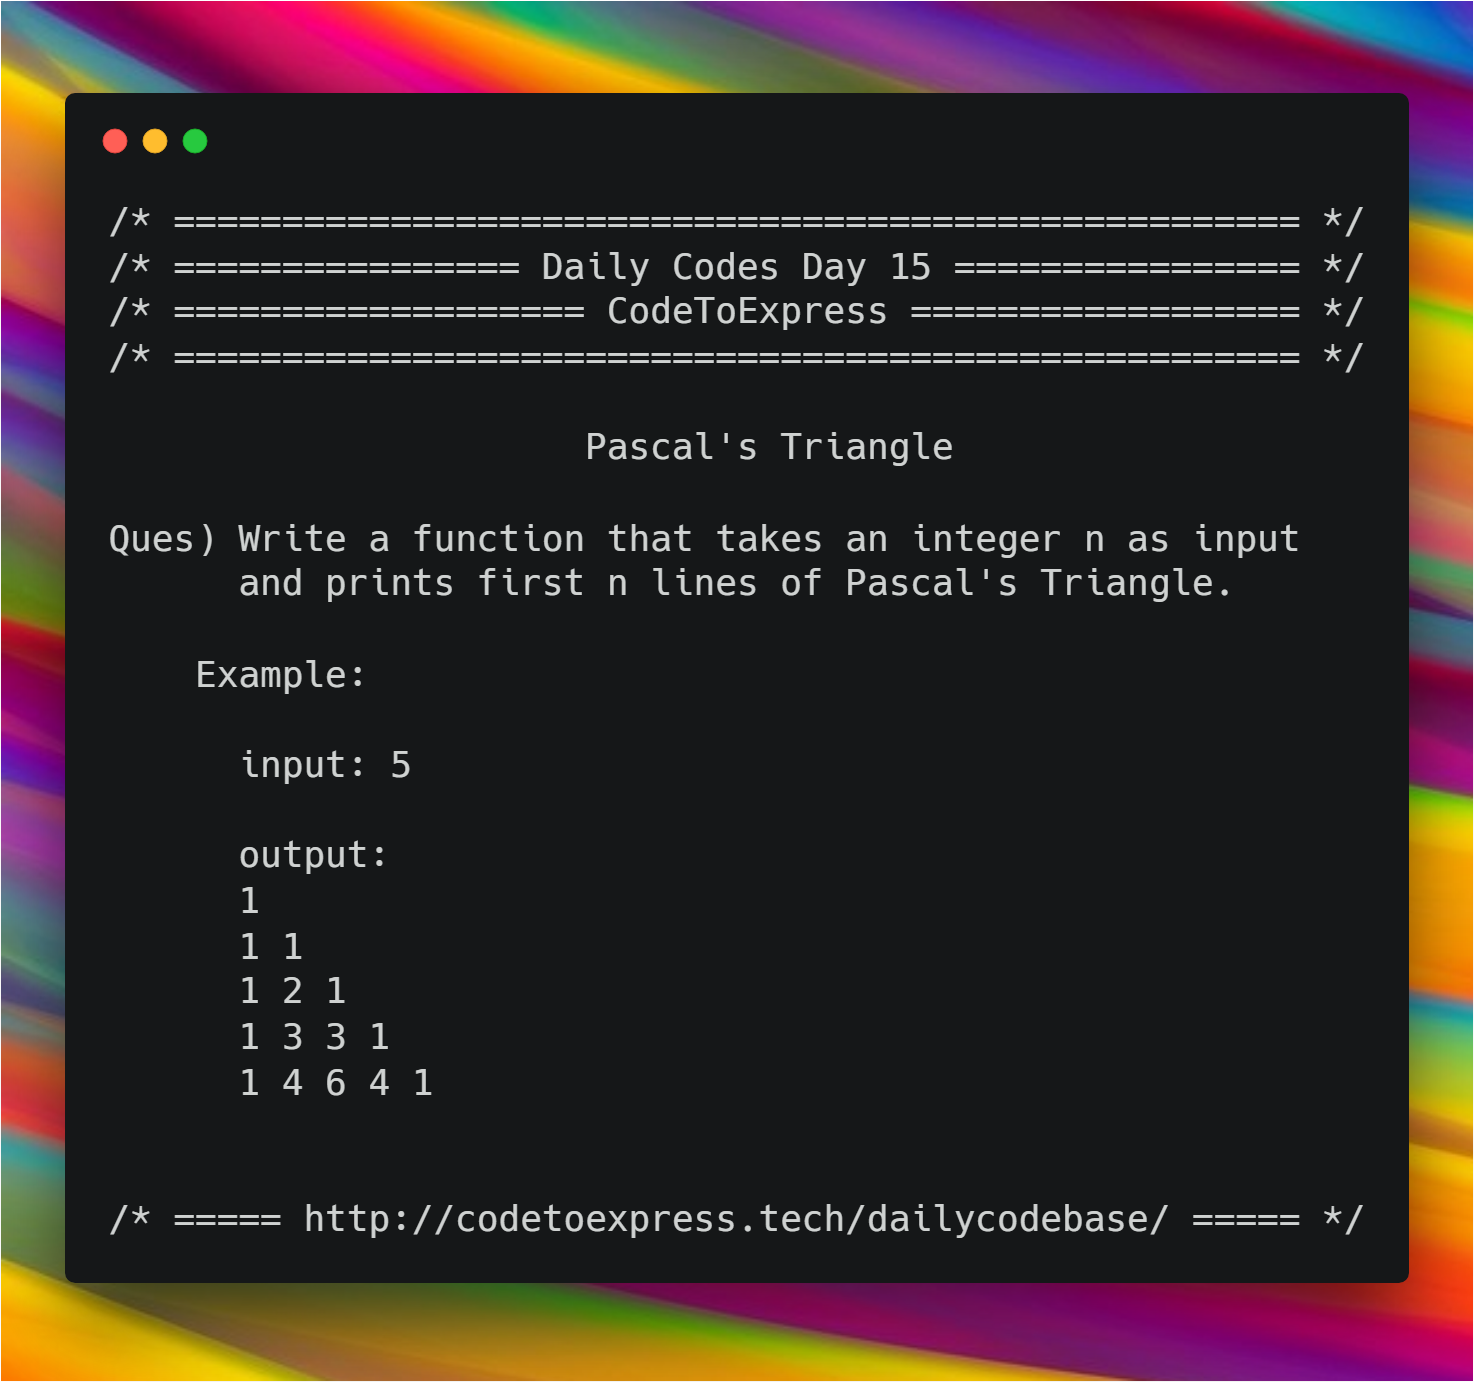 /* ==================================================== */
/* ================ Daily Codes Day 15 ================ */
/* =================== CodeToExpress ================== */
/* ==================================================== */
Pascal's Triangle
Ques) Write a function that takes an integer n as input
and prints first n lines of Pascal's Triangle.
Example:
input: 5
output:
1
1 1
1 2 1
1 3 3 1
1 4 6 4 1
/* ===== http://codetoexpress.tech/dailycodebase/ ===== */